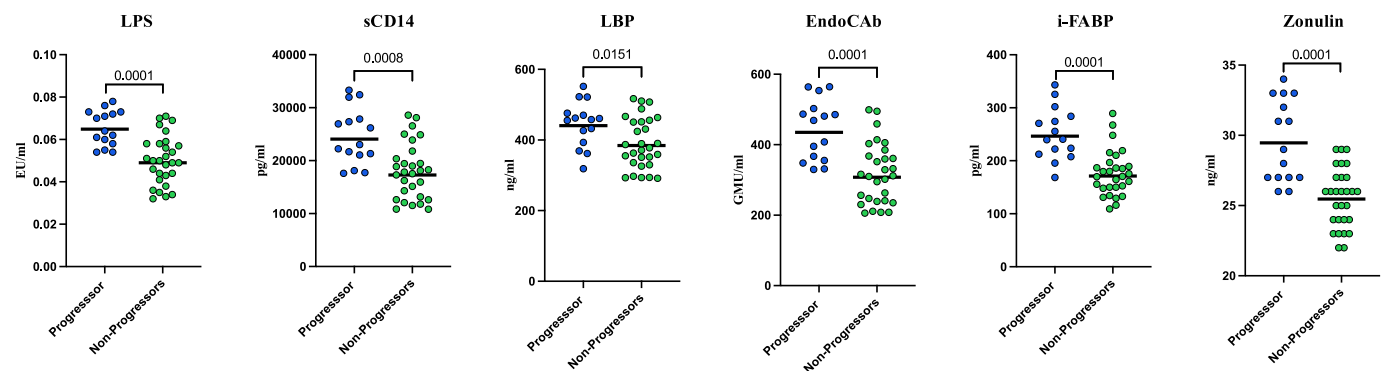 LPS
EU/ml
0.10
0.08
0.06
0.04
0.02
0.00
0.0001
Progresssor
Non-Progressors
sCD14
pg/ml
40000
30000
20000
10000
0
0.0008
Progresssor
Non-Progressors
LBP
ng/ml
600
400
200
0
0.0151
Progresssor
Non-Progressors
EndoCAb
GMU/ml
600
400
200
0
0.0001
Progresssor
Non-Progressors
i-FABP
pg/ml
400
300
200
100
0
0.0001
Progresssor
Non-Progressors
Zonulin
ng/ml
35
30
25
20
0.0001
Progresssor
Non-Progressors